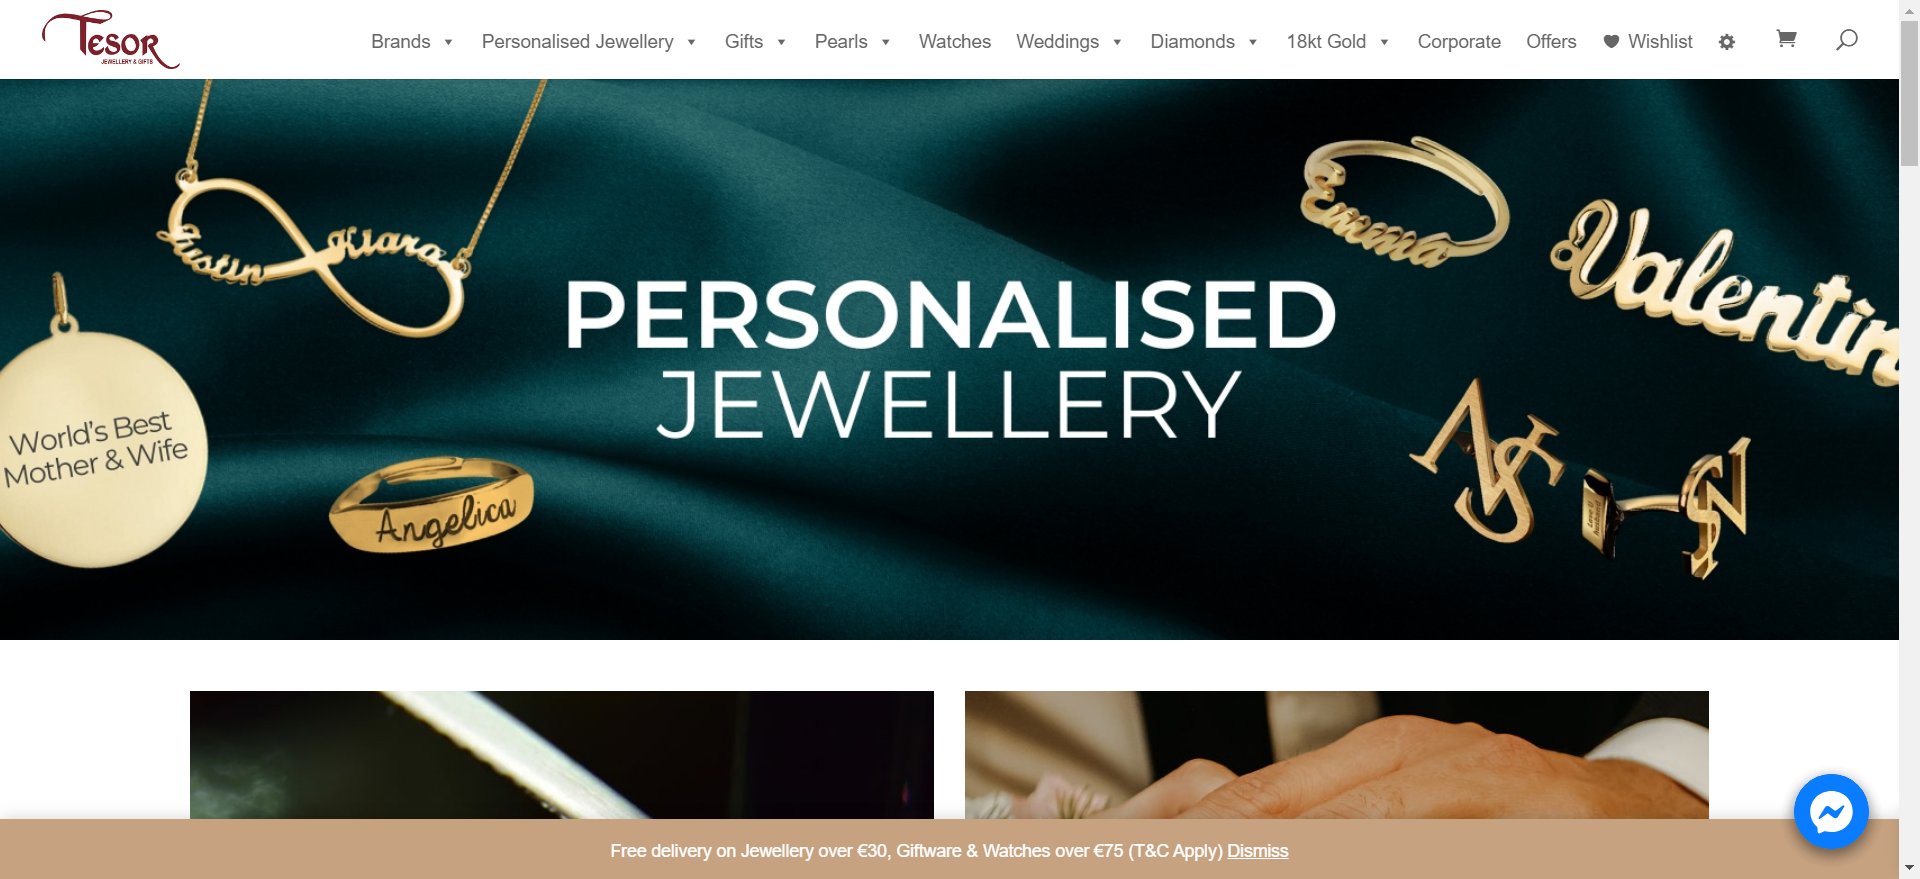 TESOR
JEWELLERY & GIFTS
Brands
Personalised Jewellery
Gifts
Pearls
Watches
Weddings
Diamonds
18kt Gold
Corporate
Offers
Wishlist
Justin
Kiara
Emma
Valentin
PERSONALISED
JEWELLERY
World's Best
Mother & Wife
Angelica
NS
Free delivery on Jewellery over €30, Giftware & Watches over €75 (T&C Apply) Dismiss